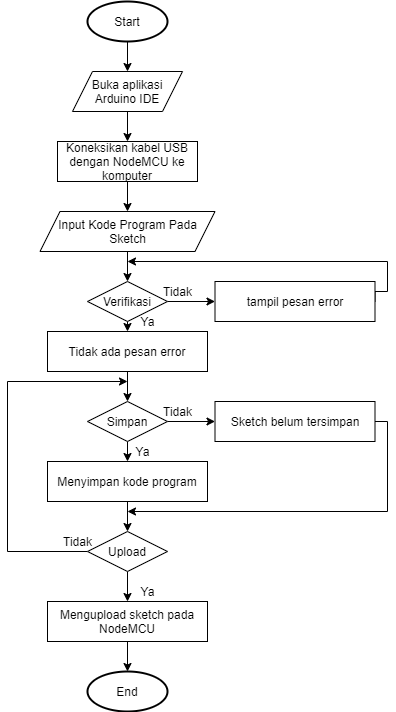 Start
Buka aplikasi
Arduino IDE
Koneksikan kabel USB
dengan NodeMCU ke
komputer
Input Kode Program Pada
Sketch
Verifikasi
Tidak
tampil pesan error
Ya
Tidak ada pesan error
Simpan
Tidak
Sketch belum tersimpan
Ya
Menyimpan kode program
Tidak
Upload
Ya
Mengupload sketch pada
NodeMCU
End